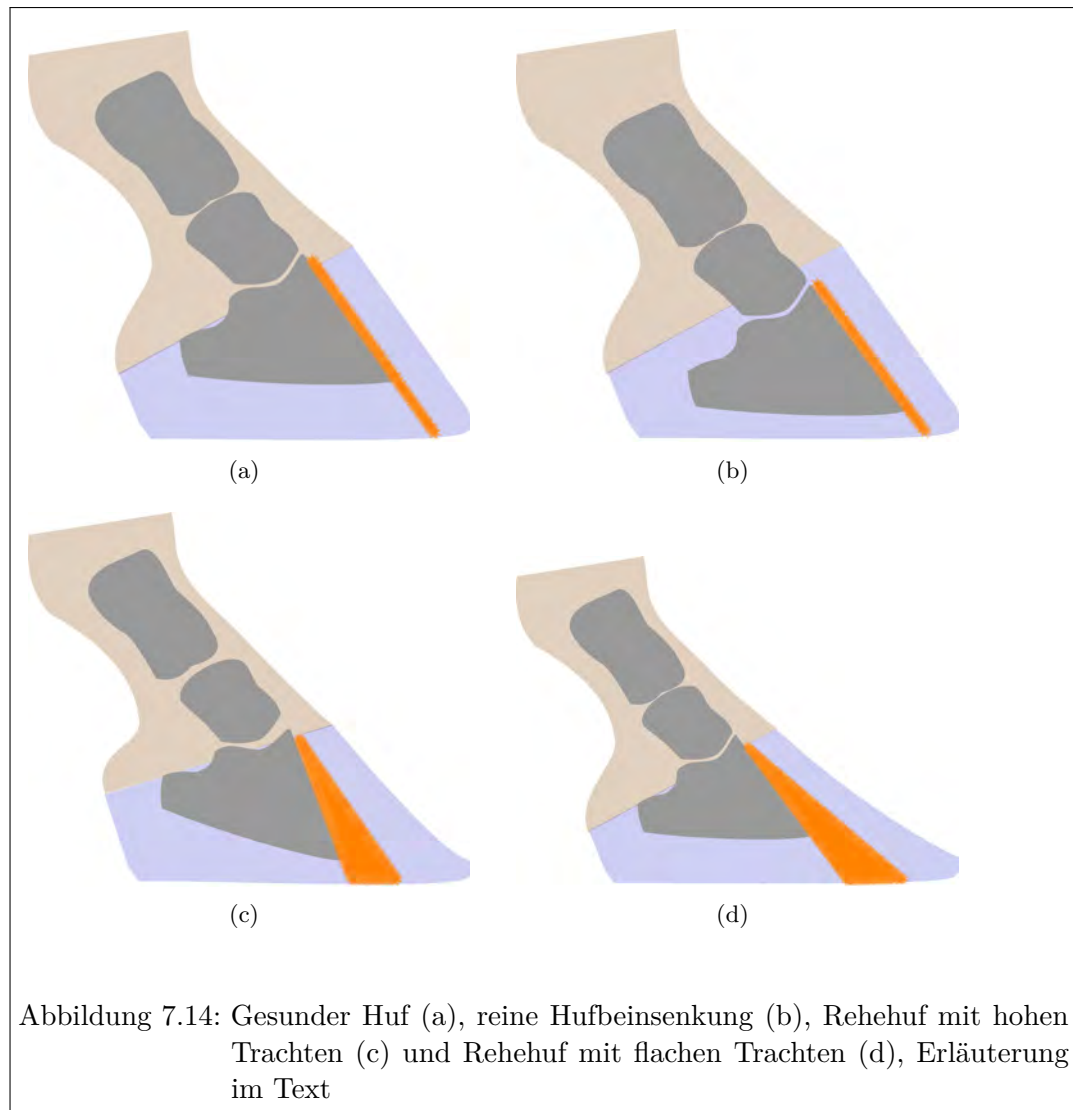 (a)
(b)
(c)
(d)
Abbildung 7.14: Gesunder Huf (a), reine Hufbeinsenkung (b), Rehehuf mit hohen
Trachten (c) und Rehehuf mit flachen Trachten (d), Erläuterung
im Text